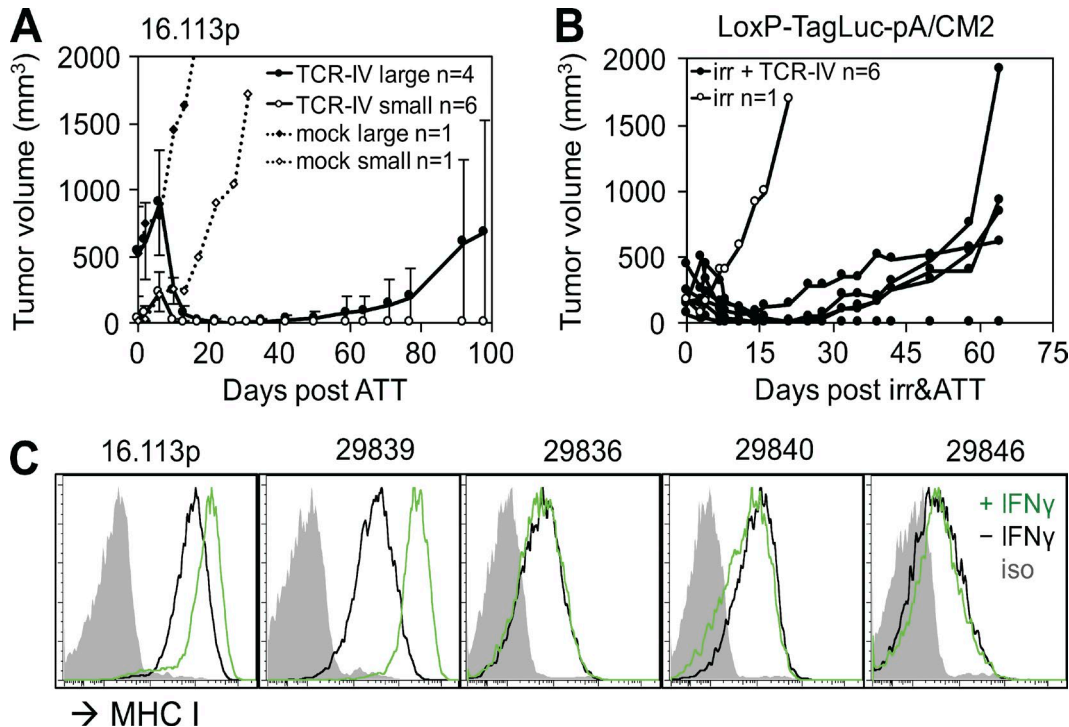 A
16.113p
Tumor volume (mm³)
2000
1500
1000
500
0
TCR-IV large n=4
TCR-IV small n=6
mock large n=1
mock small n=1
0 20 40 60 80 100
Days post ATT
B
LoxP-TagLuc-pA/CM2
Tumor volume (mm³)
2000
1500
1000
500
0
irr + TCR-IV n=6
irr n=1
0 15 30 45 60 75
Days post irr&ATT
C
16.113p 29839 29836 29840 29846
+ IFNγ
– IFNγ
iso
→ MHC I